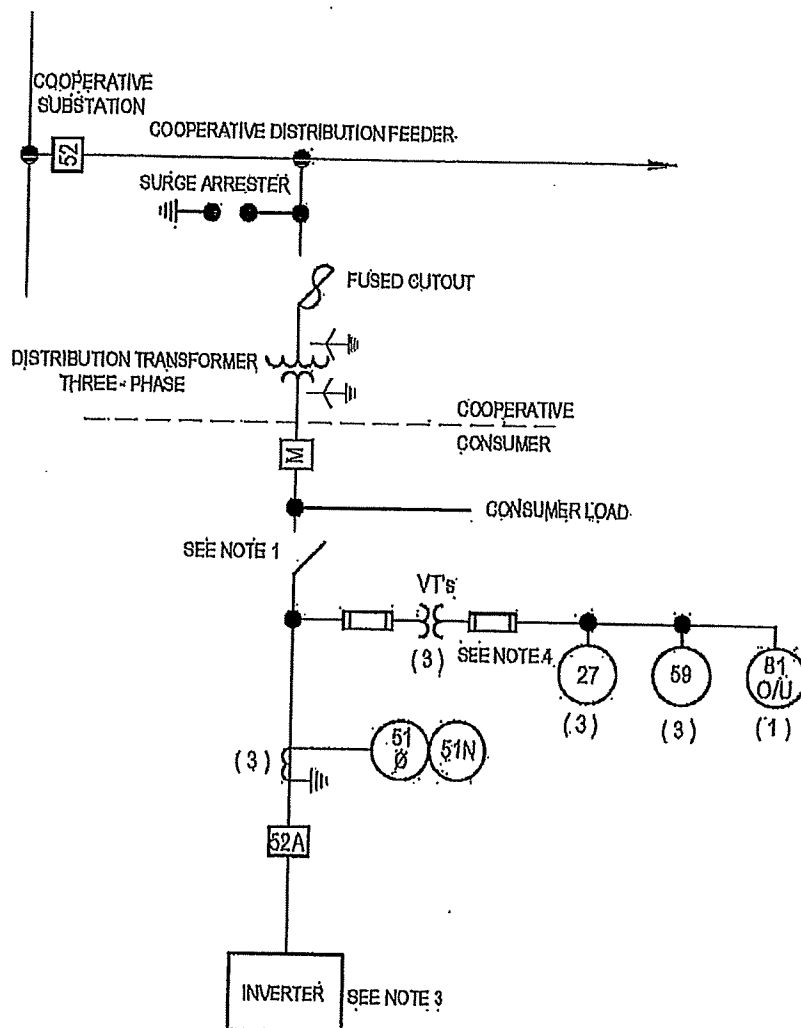 COOPERATIVE
SUBSTATION
52
COOPERATIVE DISTRIBUTION FEEDER
SURGE ARRESTER
FUSED CUTOUT
DISTRIBUTION TRANSFORMER
THREE-PHASE
COOPERATIVE
CONSUMER
M
CONSUMER LOAD
SEE NOTE 1
VT's
(3)
SEE NOTE 4
27
(3)
59
(3)
81
O/U
(1)
(3)
51
Ø
51N
52A
INVERTER
SEE NOTE 3